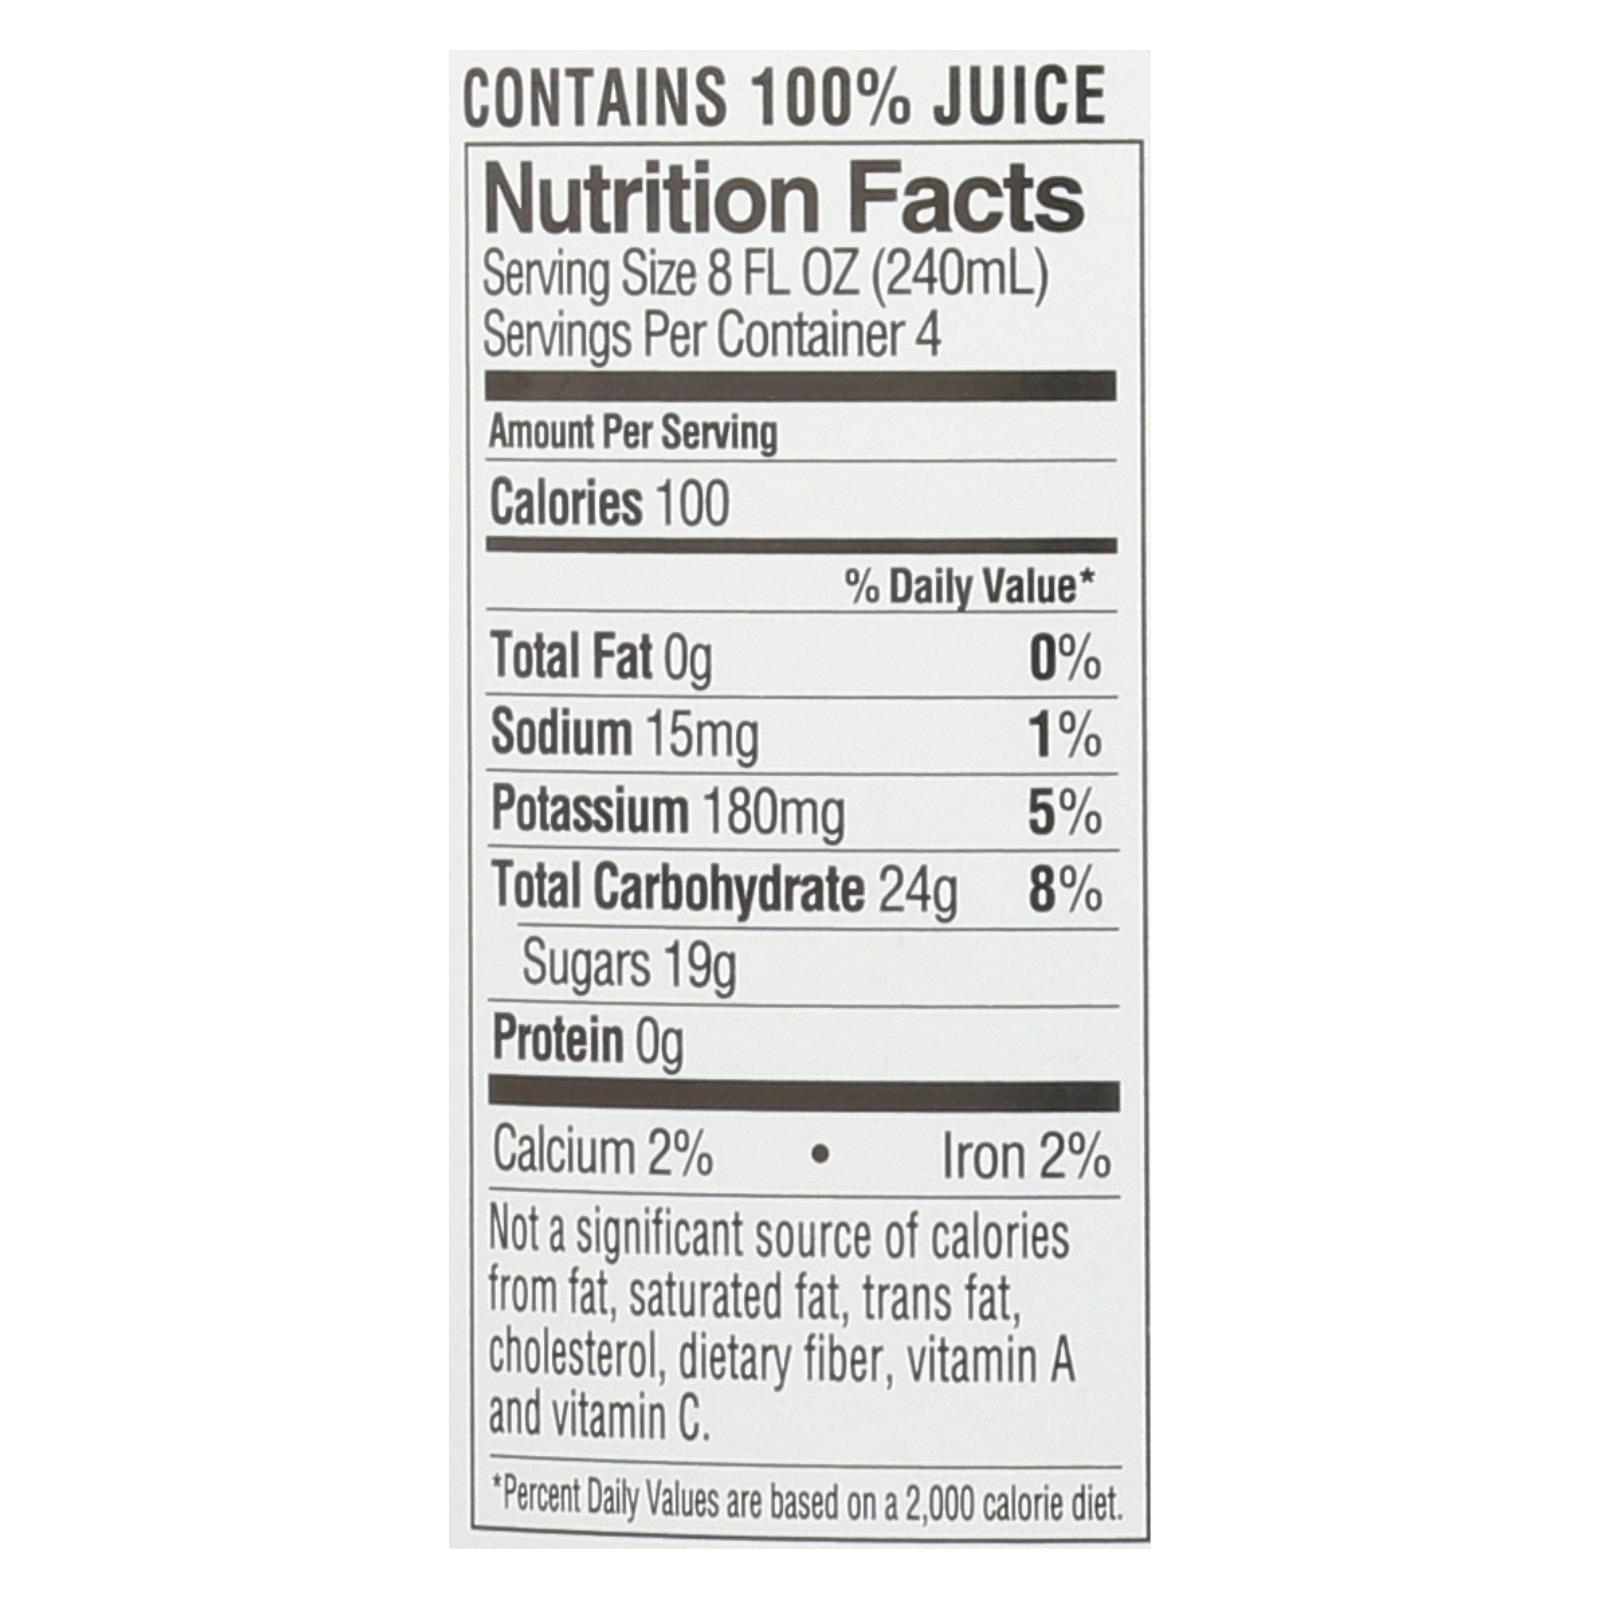 CONTAINS 100% JUICE
Nutrition Facts
Serving Size 8 FL OZ (240mL)
Servings Per Container 4
Amount Per Serving
Calories 100
% Daily Value*
Total Fat 0g 0%
Sodium 15mg 1%
Potassium 180mg 5%
Total Carbohydrate 24g 8%
Sugars 19g
Protein 0g
Calcium 2% • Iron 2%
Not a significant source of calories
from fat, saturated fat, trans fat,
cholesterol, dietary fiber, vitamin A
and vitamin C.
*Percent Daily Values are based on a 2,000 calorie diet.